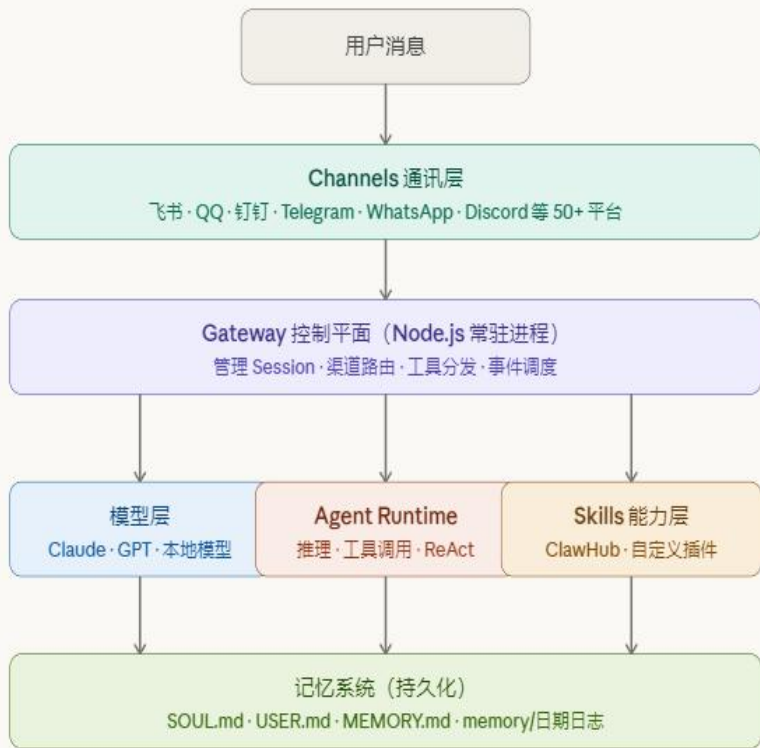 用户消息
Channels 通讯层
飞书 · QQ · 钉钉 · Telegram · WhatsApp · Discord 等 50+ 平台
Gateway 控制平面（Node.js 常驻进程）
管理 Session · 渠道路由 · 工具分发 · 事件调度
模型层
Claude · GPT · 本地模型
Agent Runtime
推理 · 工具调用 · ReAct
Skills 能力层
ClawHub · 自定义插件
记忆系统（持久化）
SOUL.md · USER.md · MEMORY.md · memory/日期日志